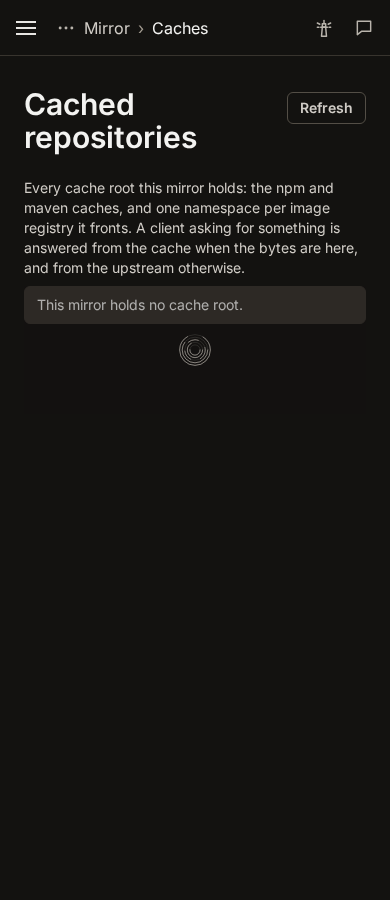 ··· Mirror › Caches
Cached
repositories
Refresh
Every cache root this mirror holds: the npm and
maven caches, and one namespace per image
registry it fronts. A client asking for something is
answered from the cache when the bytes are here,
and from the upstream otherwise.
This mirror holds no cache root.